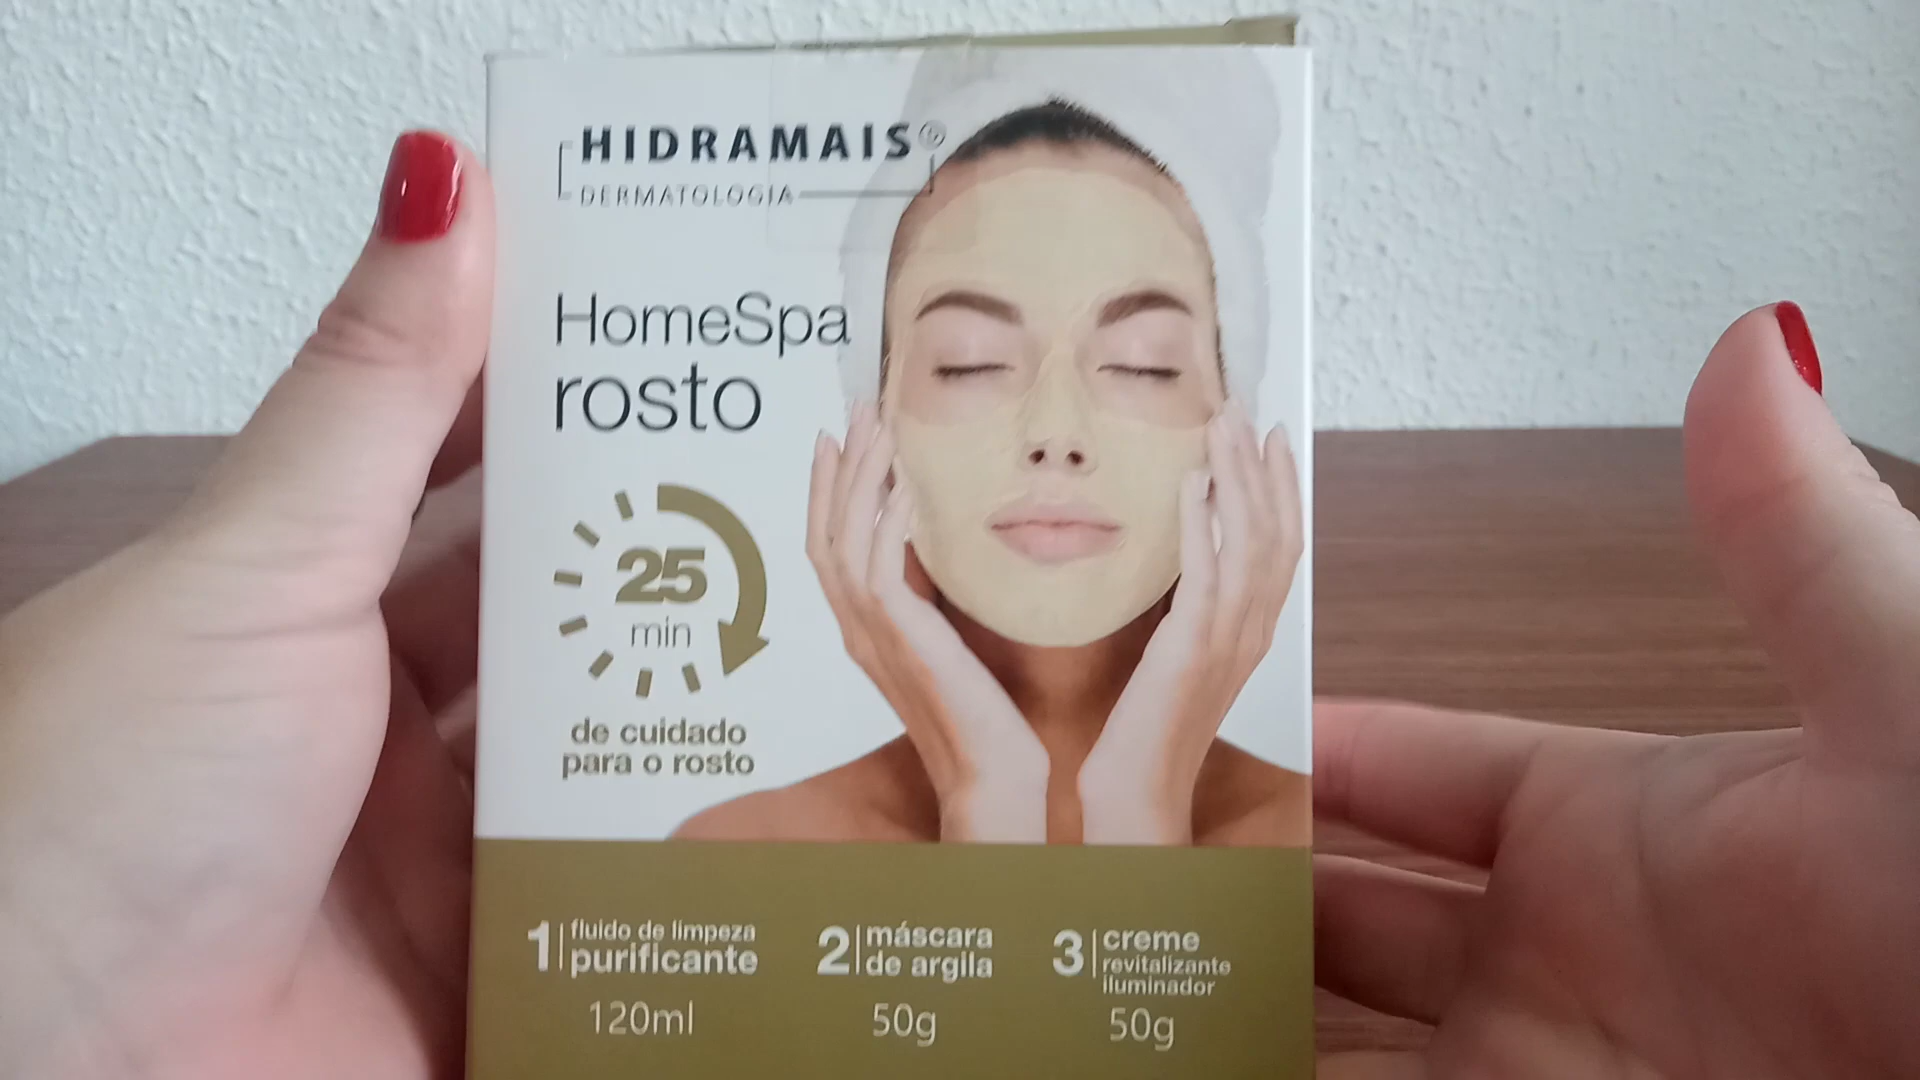 HIDRAMAIS®
DERMATOLOGIA
HomeSpa
rosto
25
min
de cuidado
para o rosto
1 fluido de limpeza
purificante
120ml
2 máscara
de argila
50g
3 creme
revitalizante
iluminador
50g